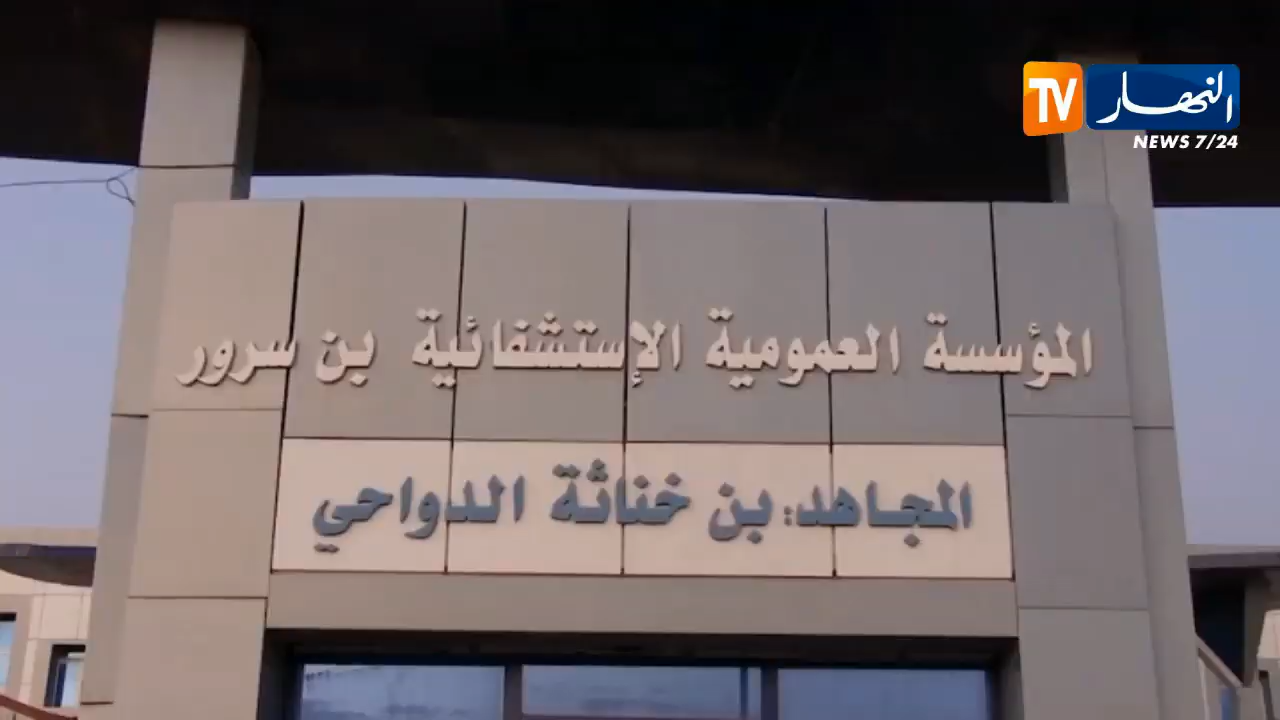 TV النهار
NEWS 7/24
المؤسسة العمومية الإستشفائية بن سرور
المجاهد: بن خناثة الدواحي